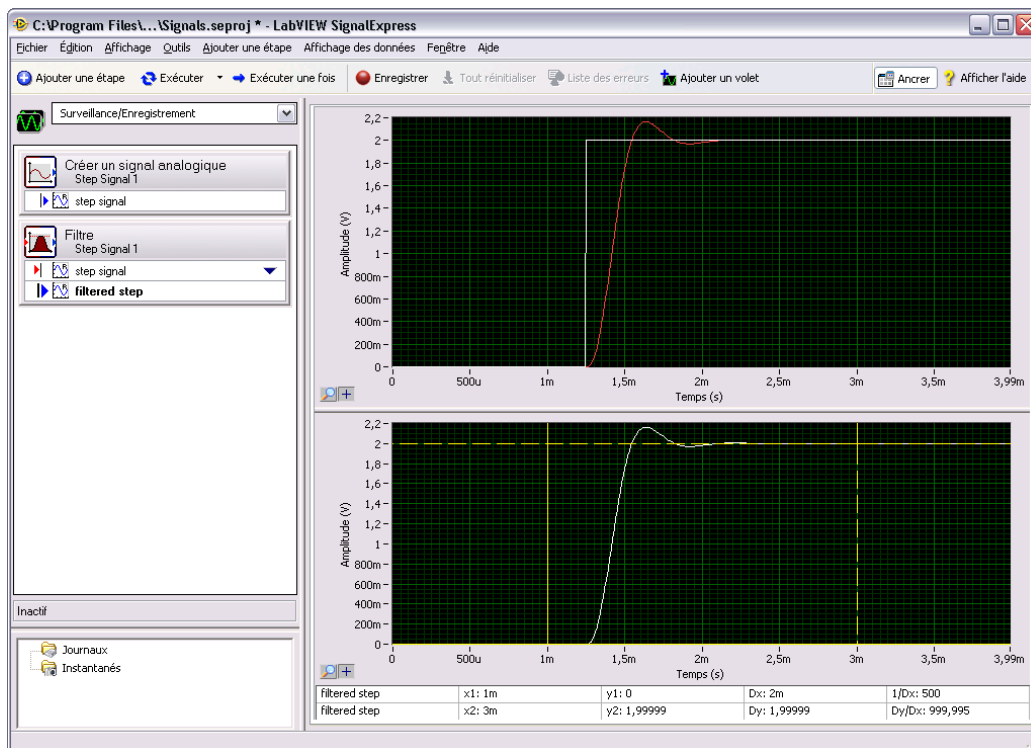 C:\Program Files\...\Signals.seproj * - LabVIEW SignalExpress
Fichier Édition Affichage Outils Ajouter une étape Affichage des données Fenêtre Aide
Ajouter une étape Exécuter Exécuter une fois Enregistrer Tout réinitialiser Liste des erreurs Ajouter un volet Ancrer Afficher l'aide
Surveillance/Enregistrement
Créer un signal analogique
Step Signal 1
step signal
Filtre
Step Signal 1
step signal
filtered step
Inactif
Journaux
Instantanés
Amplitude (V)
2,2
2
1,8
1,6
1,4
1,2
1
800m
600m
400m
200m
0
0 500u 1m 1,5m 2m 2,5m 3m 3,5m 3,99m
Temps (s)
Amplitude (V)
2,2
2
1,8
1,6
1,4
1,2
1
800m
600m
400m
200m
0
0 500u 1m 1,5m 2m 2,5m 3m 3,5m 3,99m
Temps (s)
filtered step x1: 1m y1: 0 Dx: 2m 1/Dx: 500
filtered step x2: 3m y2: 1,99999 Dy: 1,99999 Dy/Dx: 999,995